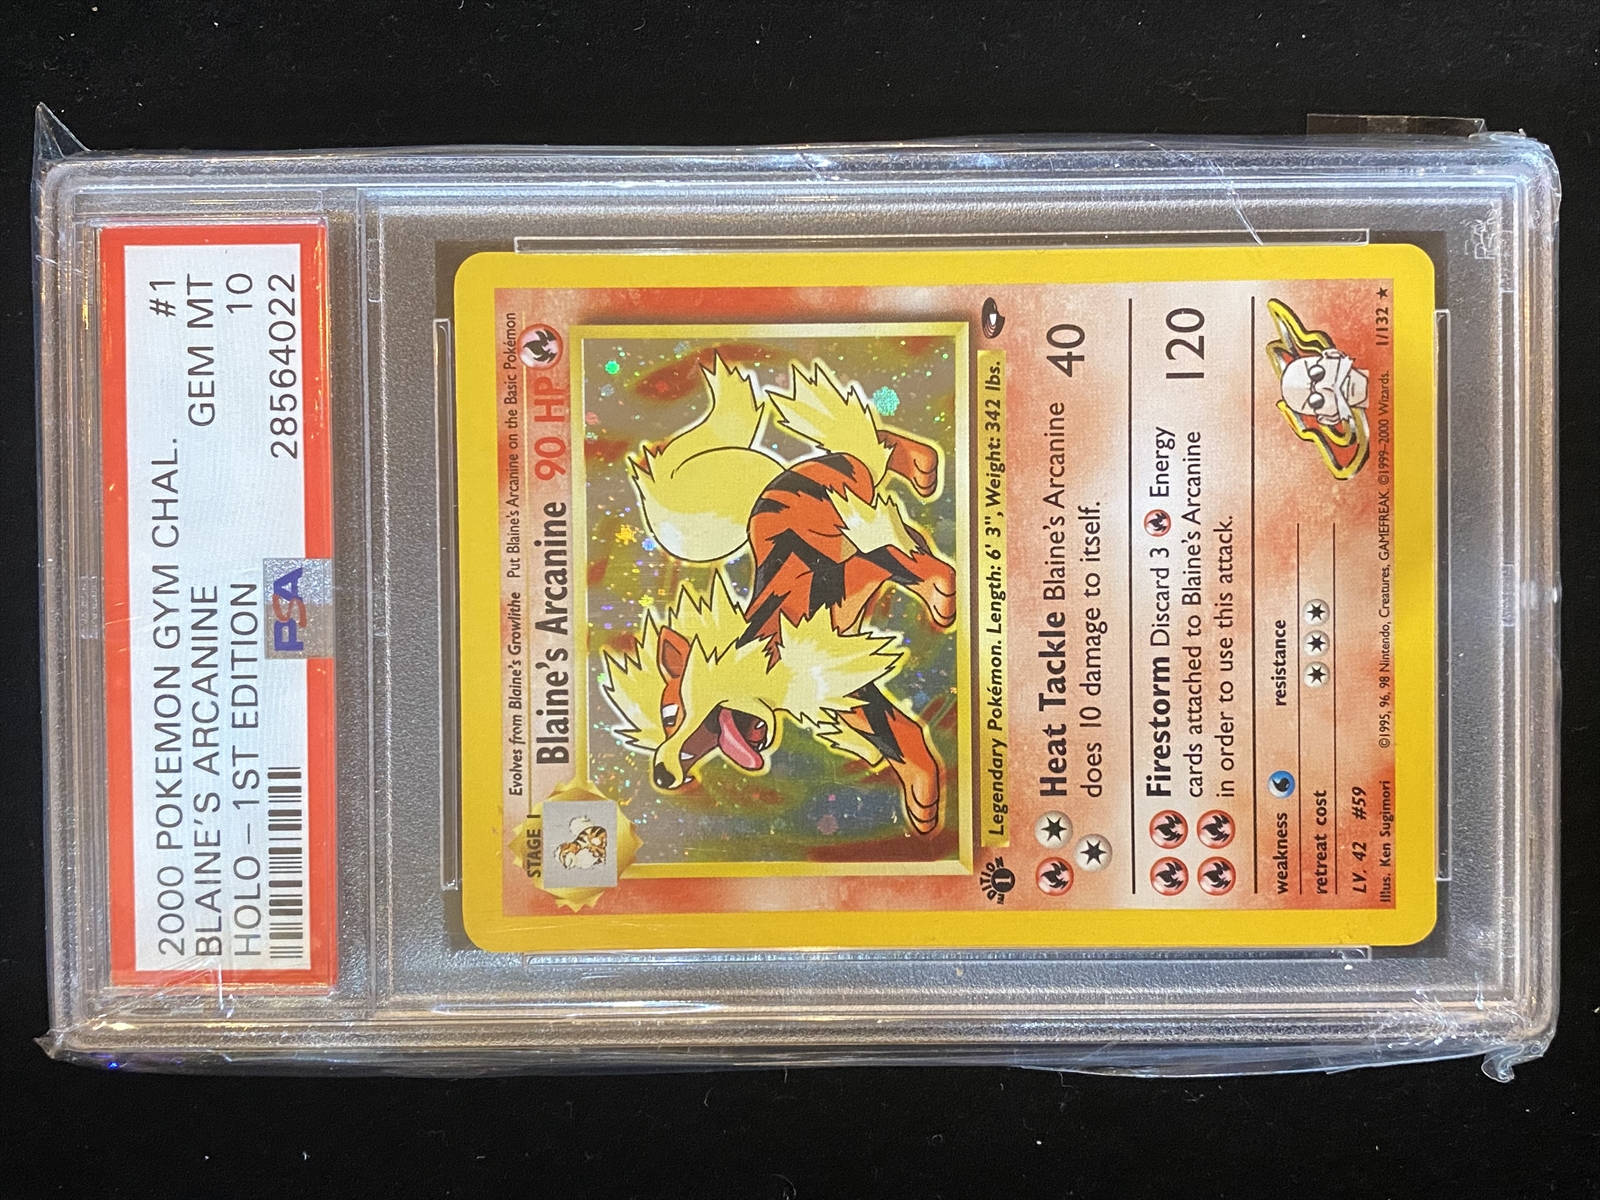 2000 POKEMON GYM CHAL. #1
BLAINE'S ARCANINE GEM MT
HOLO - 1ST EDITION 10
PSA 28564022
STAGE 1 Evolves from Blaine's Growlithe Put Blaine's Arcanine on the Basic Pokémon
Blaine's Arcanine 90 HP
EDITION 1
Legendary Pokémon. Length: 6' 3", Weight: 342 lbs.
Heat Tackle Blaine's Arcanine 40
does 10 damage to itself.
Firestorm Discard 3 Energy 120
cards attached to Blaine's Arcanine
in order to use this attack.
weakness resistance
retreat cost
LV. 42 #59
Illus. Ken Sugimori ©1995, 96, 98 Nintendo, Creatures, GAMEFREAK. ©1999-2000 Wizards. 1/132 ★